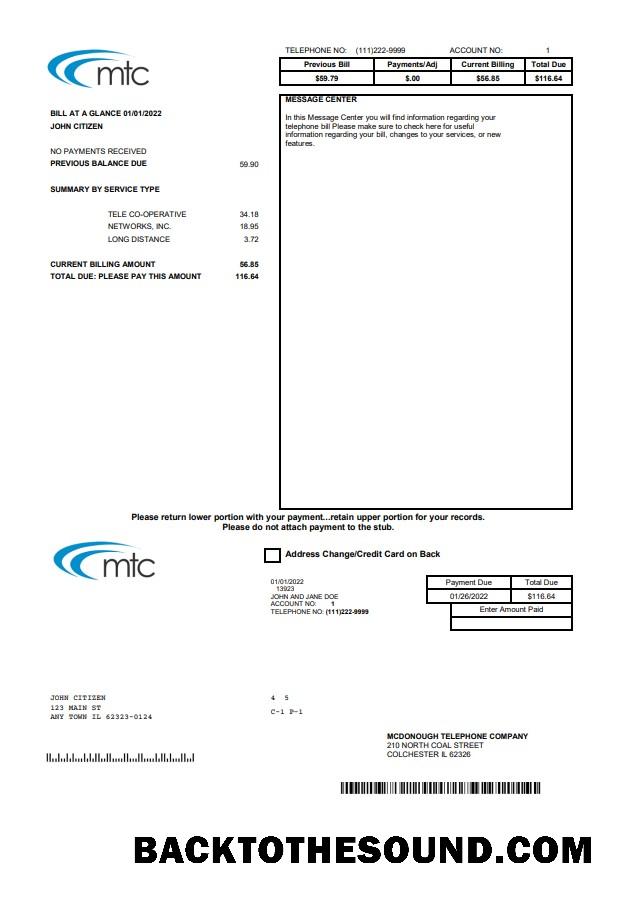 mtc
TELEPHONE NO: (111)222-9999 ACCOUNT NO: 1
Previous Bill Payments/Adj Current Billing Total Due
$59.79 $.00 $56.85 $116.64
BILL AT A GLANCE 01/01/2022
JOHN CITIZEN
NO PAYMENTS RECEIVED
PREVIOUS BALANCE DUE 59.90
SUMMARY BY SERVICE TYPE
TELE CO-OPERATIVE 34.18
NETWORKS, INC. 18.95
LONG DISTANCE 3.72
CURRENT BILLING AMOUNT 56.85
TOTAL DUE: PLEASE PAY THIS AMOUNT 116.64
MESSAGE CENTER
In this Message Center you will find information regarding your
telephone bill Please make sure to check here for useful
information regarding your bill, changes to your services, or new
features.
Please return lower portion with your payment...retain upper portion for your records.
Please do not attach payment to the stub.
mtc
Address Change/Credit Card on Back
01/01/2022
13923
JOHN AND JANE DOE
ACCOUNT NO: 1
TELEPHONE NO: (111)222-9999
Payment Due Total Due
01/26/2022 $116.64
Enter Amount Paid
JOHN CITIZEN
123 MAIN ST
ANY TOWN IL 62323-0124
4 5
C-1 P-1
MCDONOUGH TELEPHONE COMPANY
210 NORTH COAL STREET
COLCHESTER IL 62326
BACKTOTHESOUND.COM